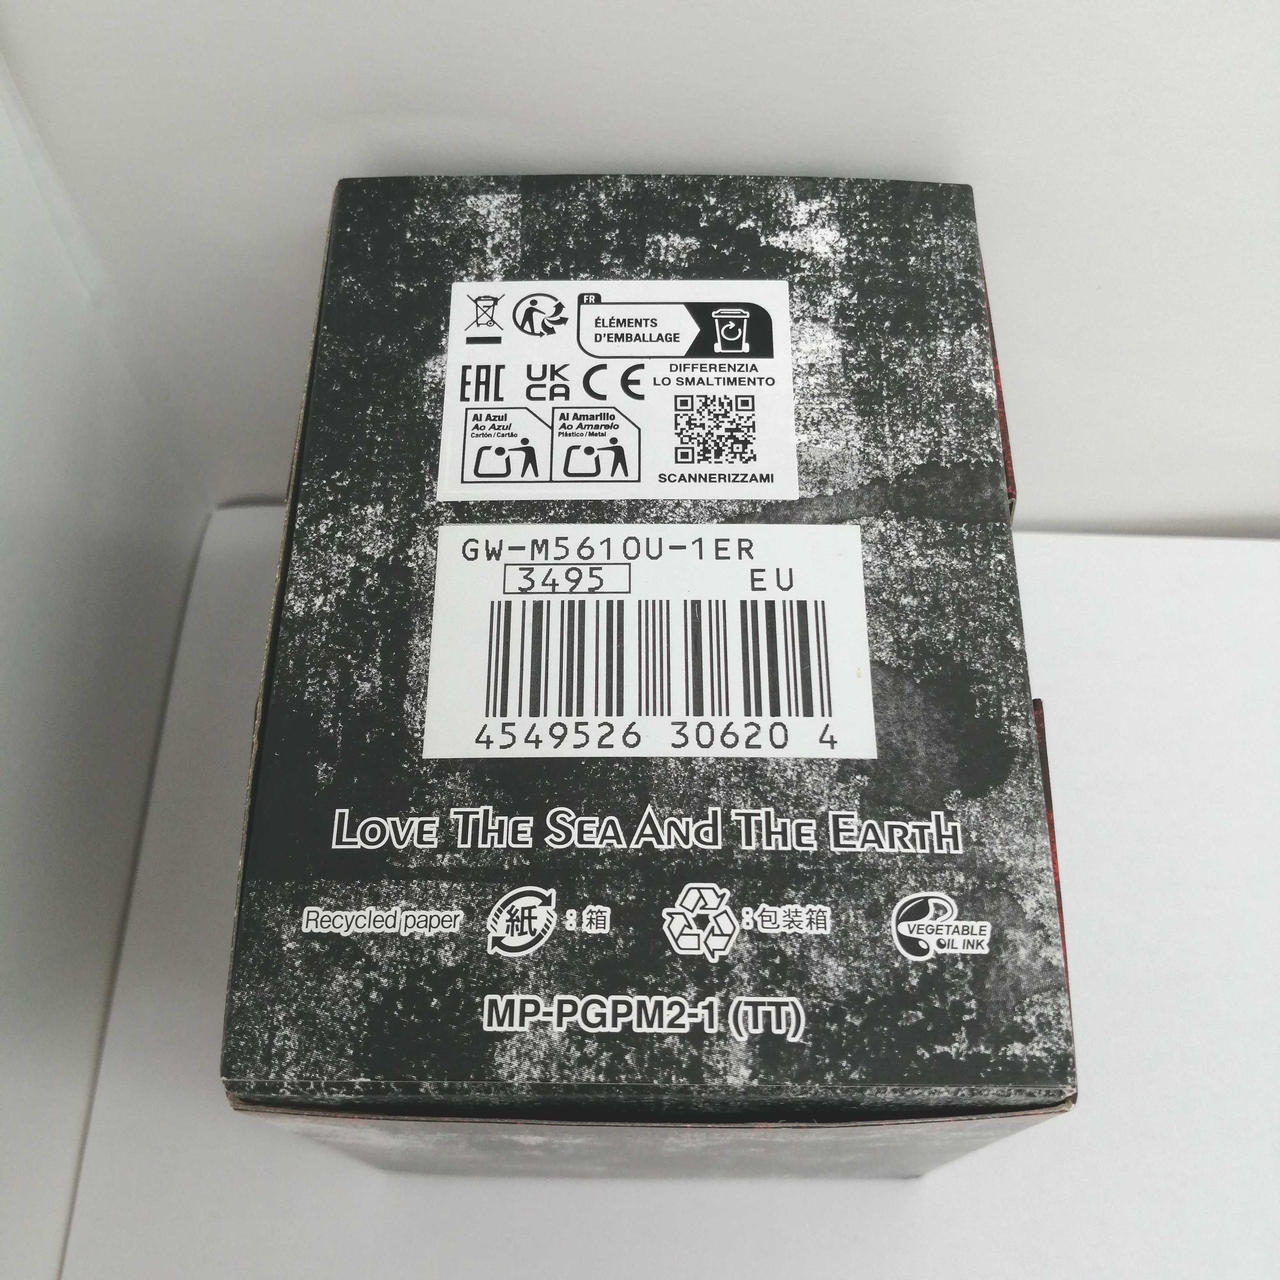 FR
ÉLÉMENTS
D'EMBALLAGE
EAC
UK
CA
CE
DIFFERENZIA
LO SMALTIMENTO
Al Azul
Ao Azul
Cartón/Cartão
Al Amarillo
Ao Amarelo
Plástico/Metal
SCANNERIZZAMI
GW-M5610U-1ER
3495 EU
4549526 30620 4
LOVE THE SEA AND THE EARTH
Recycled paper 紙 : 箱 : 包装箱 VEGETABLE
OIL INK
MP-PGPM2-1 (TT)